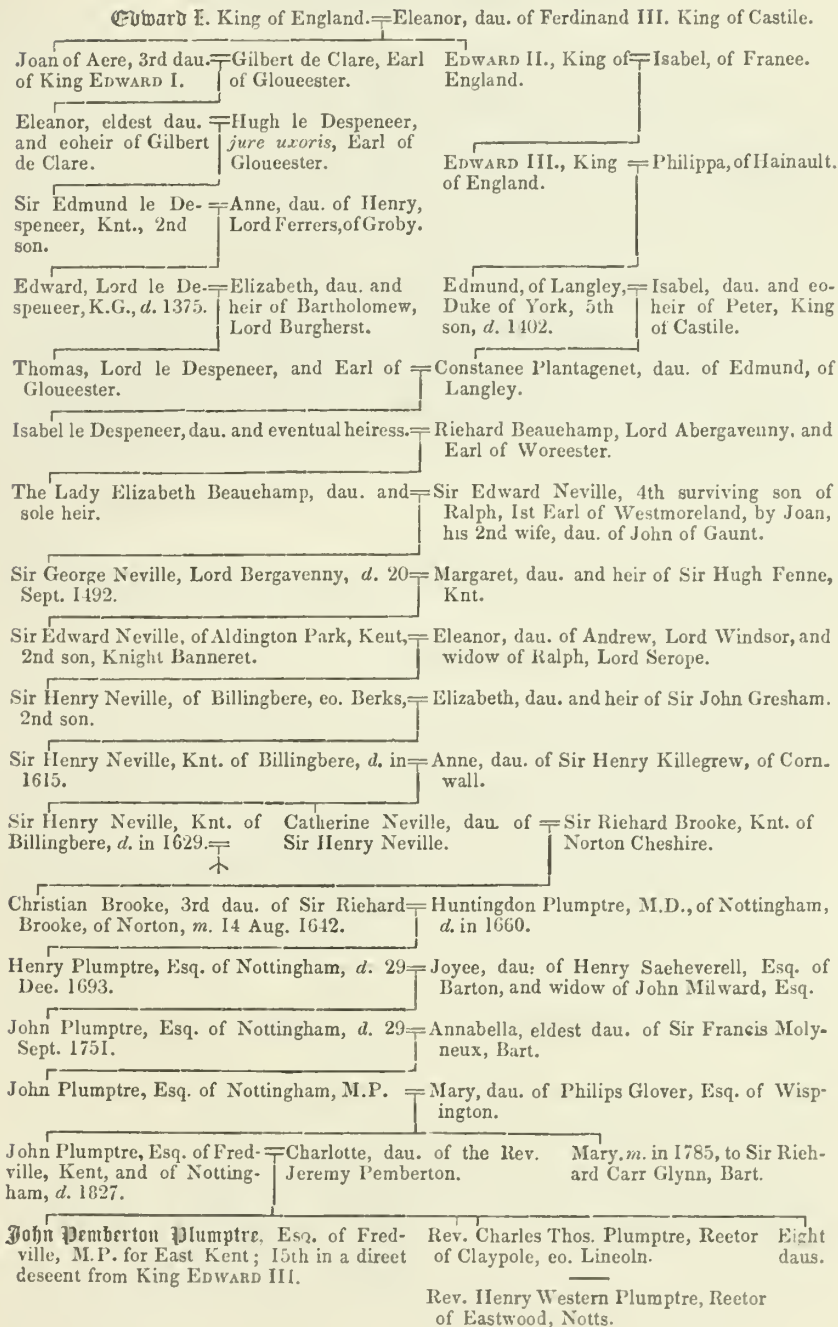 Edward I. King of England.=Eleanor, dau. of Ferdinand III. King of Castile.
Joan of Acre, 3rd dau.
of King EDWARD I.
Gilbert de Clare, Earl
of Gloucester.
EDWARD II., King of
England.
Isabel, of France.
Eleanor, eldest dau.
and coheir of Gilbert
de Clare.
Hugh le Despencer,
jure uxoris, Earl of
Gloucester.
EDWARD III., King
of England.
Philippa, of Hainault.
Sir Edmund le De-
spencer, Knt., 2nd
son.
Anne, dau. of Henry,
Lord Ferrers, of Groby.
Edward, Lord le De-
spencer, K.G., d. 1375.
Elizabeth, dau. and
heir of Bartholomew,
Lord Burgherst.
Edmund, of Langley,
Duke of York, 5th
son, d. 1402.
Isabel, dau. and co-
heir of Peter, King
of Castile.
Thomas, Lord le Despencer, and Earl of
Gloucester.
Constance Plantagenet, dau. of Edmund, of
Langley.
Isabel le Despencer, dau. and eventual heiress.
Richard Beauchamp, Lord Abergavenny, and
Earl of Worcester.
The Lady Elizabeth Beauchamp, dau. and
sole heir.
Sir Edward Neville, 4th surviving son of
Ralph, 1st Earl of Westmoreland, by Joan,
his 2nd wife, dau. of John of Gaunt.
Sir George Neville, Lord Bergavenny, d. 20
Sept. 1492.
Margaret, dau. and heir of Sir Hugh Fenne,
Knt.
Sir Edward Neville, of Aldington Park, Kent,
2nd son, Knight Banneret.
Eleanor, dau. of Andrew, Lord Windsor, and
widow of Ralph, Lord Scrope.
Sir Henry Neville, of Billingbere, co. Berks,
2nd son.
Elizabeth, dau. and heir of Sir John Gresham.
Sir Henry Neville, Knt. of Billingbere, d. in
1615.
Anne, dau. of Sir Henry Killegrew, of Corn-
wall.
Sir Henry Neville, Knt. of
Billingbere, d. in 1629.
Catherine Neville, dau. of
Sir Henry Neville.
Sir Richard Brooke, Knt. of
Norton Cheshire.
Christian Brooke, 3rd dau. of Sir Richard
Brooke, of Norton, m. 14 Aug. 1642.
Huntingdon Plumptre, M.D., of Nottingham,
d. in 1660.
Henry Plumptre, Esq. of Nottingham, d. 29
Dec. 1693.
Joyce, dau. of Henry Sacheverell, Esq. of
Barton, and widow of John Milward, Esq.
John Plumptre, Esq. of Nottingham, d. 29
Sept. 1751.
Annabella, eldest dau. of Sir Francis Moly-
neux, Bart.
John Plumptre, Esq. of Nottingham, M.P.
Mary, dau. of Philips Glover, Esq. of Wisp-
ington.
John Plumptre, Esq. of Fred-
ville, Kent, and of Notting-
ham, d. 1827.
Charlotte, dau. of the Rev.
Jeremy Pemberton.
Mary, m. in 1785, to Sir Rich-
ard Carr Glynn, Bart.
John Pemberton Plumptre, Esq. of Fred-
ville, M.P. for East Kent; 15th in a direct
descent from King EDWARD III.
Rev. Charles Thos. Plumptre, Rector
of Claypole, co. Lincoln.
Eight
daus.
Rev. Henry Western Plumptre, Rector
of Eastwood, Notts.